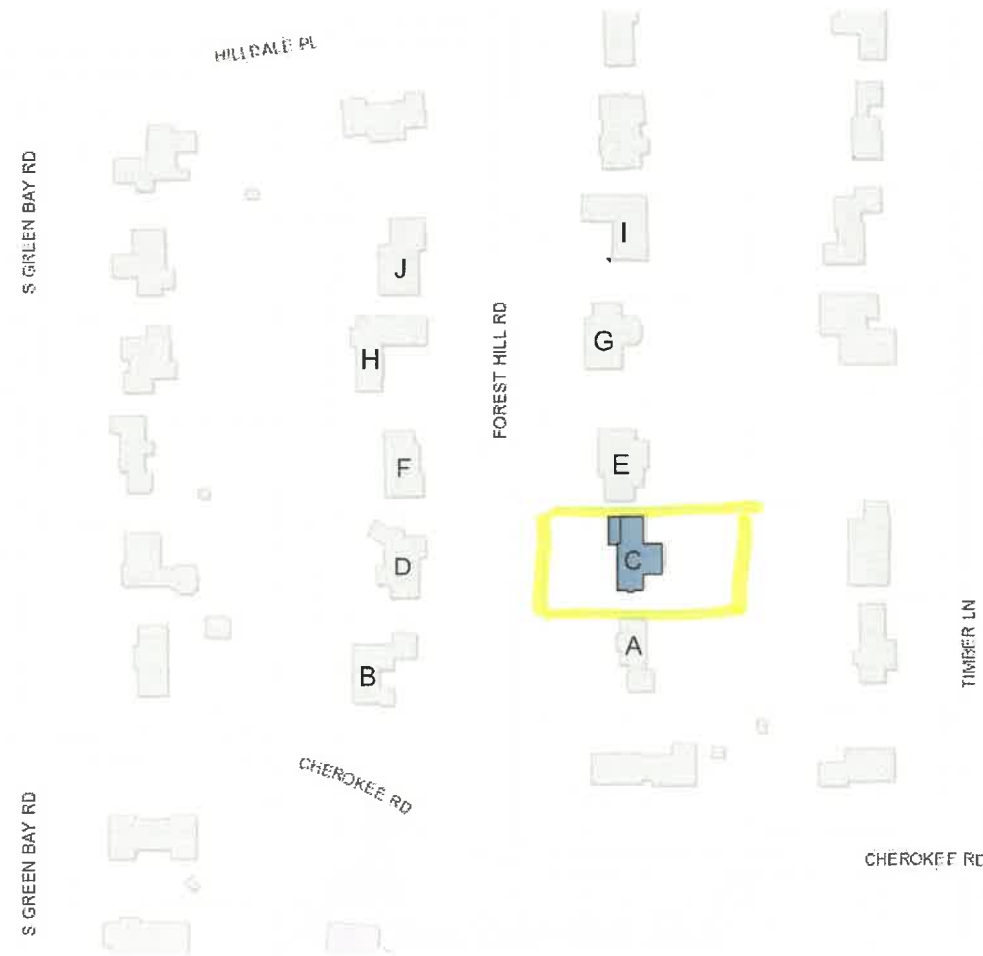 HILLDALE PL
S GREEN BAY RD
I
J
FOREST HILL RD
G
H
E
F
C
D
A
B
TIMBER LN
CHEROKEE RD
S GREEN BAY RD
CHEROKEE RD